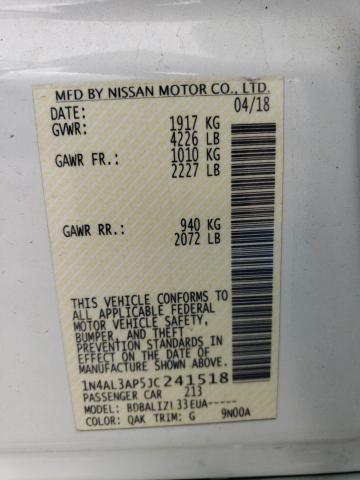 MFD BY NISSAN MOTOR CO., LTD.
DATE: 04/18
GVWR: 1917 KG
4226 LB
GAWR FR.: 1010 KG
2227 LB
GAWR RR.: 940 KG
2072 LB
THIS VEHICLE CONFORMS TO
ALL APPLICABLE FEDERAL
MOTOR VEHICLE SAFETY,
BUMPER, AND THEFT
PREVENTION STANDARDS
IN EFFECT ON THE DATE OF
MANUFACTURE SHOWN ABOVE.
1N4AL3AP5JC241518
PASSENGER CAR 213
MODEL: BDBALIZL33EUA-----
COLOR: QAK TRIM: G 9N00A